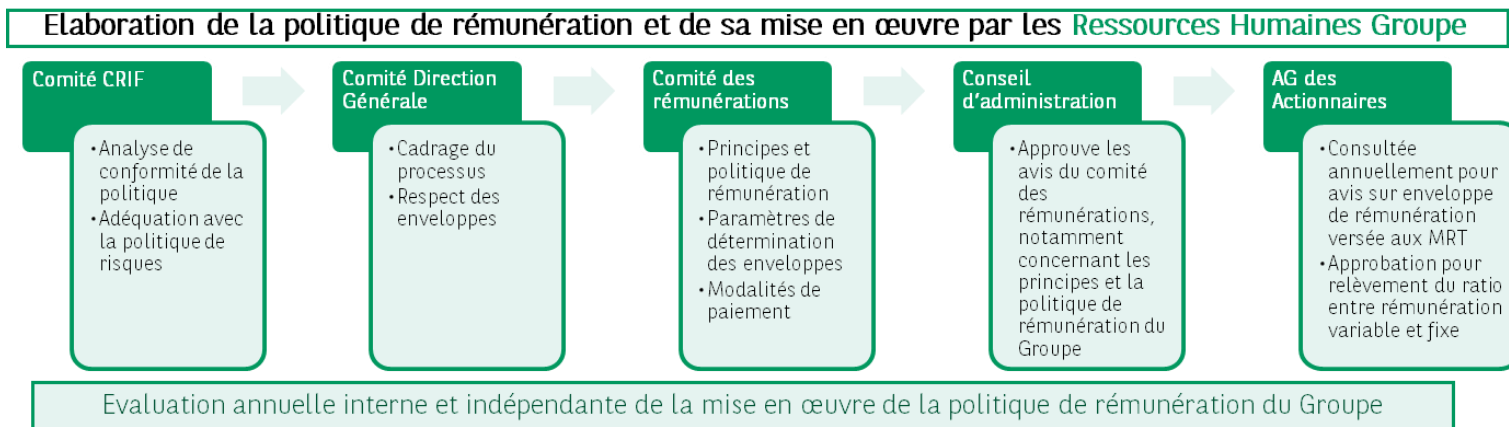 Elaboration de la politique de rémunération et de sa mise en œuvre par les Ressources Humaines Groupe
Comité CRIF
• Analyse de
conformité de la
politique
• Adéquation avec
la politique de
risques
Comité Direction
Générale
• Cadrage du
processus
• Respect des
enveloppes
Comité des
rémunérations
• Principes et
politique de
rémunération
• Paramètres de
détermination
des enveloppes
• Modalités de
paiement
Conseil
d'administration
• Approuve les
avis du comité
des
rémunérations,
notamment
concernant les
principes et la
politique de
rémunération du
Groupe
AG des
Actionnaires
• Consultée
annuellement pour
avis sur enveloppe
de rémunération
versée aux MRT
• Approbation pour
relèvement du ratio
entre rémunération
variable et fixe
Evaluation annuelle interne et indépendante de la mise en œuvre de la politique de rémunération du Groupe